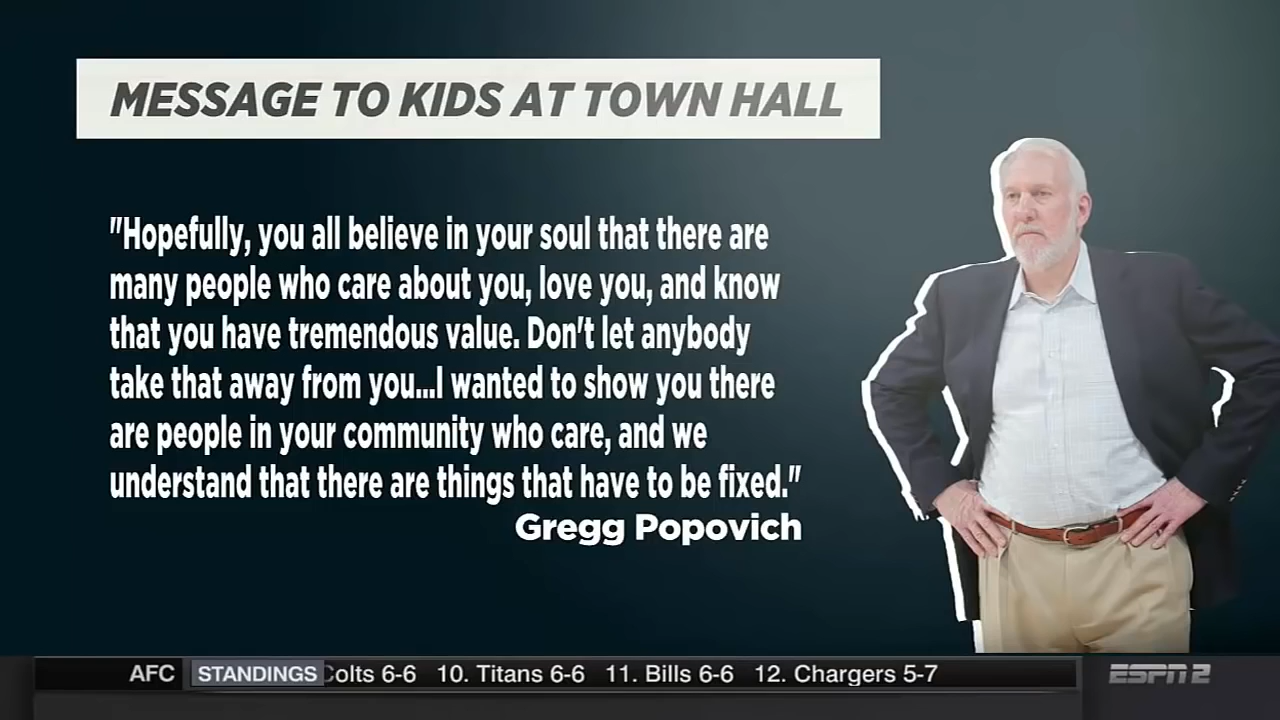 MESSAGE TO KIDS AT TOWN HALL
"Hopefully, you all believe in your soul that there are
many people who care about you, love you, and know
that you have tremendous value. Don't let anybody
take that away from you...I wanted to show you there
are people in your community who care, and we
understand that there are things that have to be fixed."
Gregg Popovich
AFC STANDINGS Colts 6-6 10. Titans 6-6 11. Bills 6-6 12. Chargers 5-7 ESPN2